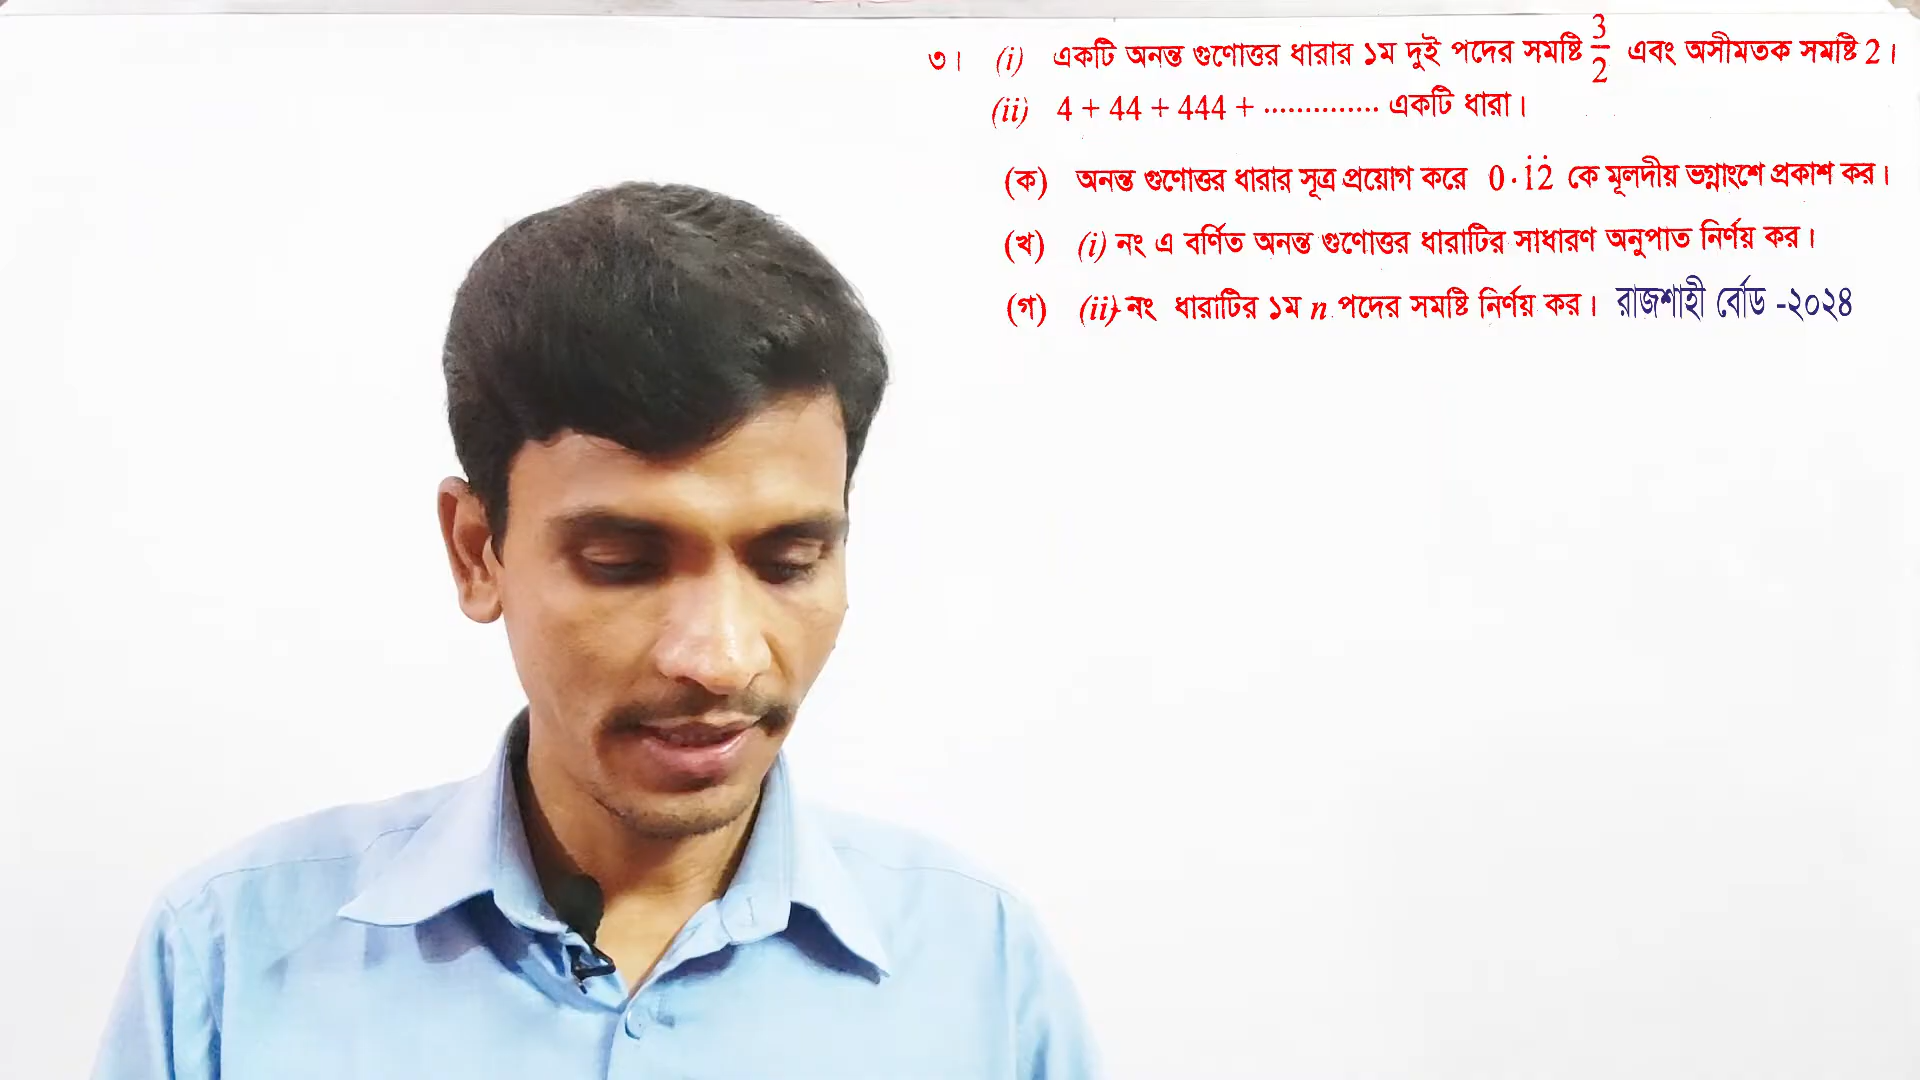 ৩। (i) একটি অনন্ত গুণোত্তর ধারার ১ম দুই পদের সমষ্টি 3/2 এবং অসীমতক সমষ্টি 2।
(ii) 4 + 44 + 444 + .............. একটি ধারা।
(ক) অনন্ত গুণোত্তর ধারার সূত্র প্রয়োগ করে 0·1̇2̇ কে মূলদীয় ভগ্নাংশে প্রকাশ কর।
(খ) (i) নং এ বর্ণিত অনন্ত গুণোত্তর ধারাটির সাধারণ অনুপাত নির্ণয় কর।
(গ) (ii) নং ধারাটির ১ম n পদের সমষ্টি নির্ণয় কর। রাজশাহী বোর্ড -২০২৪